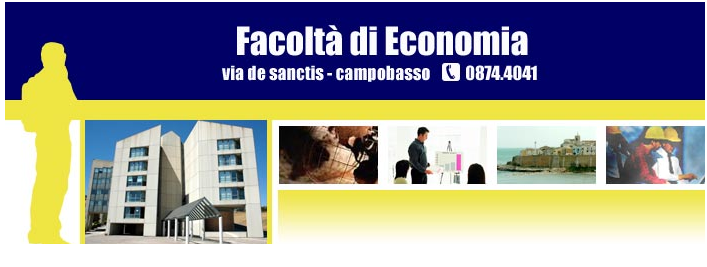 Facoltà di Economia
via de sanctis - campobasso 0874.4041